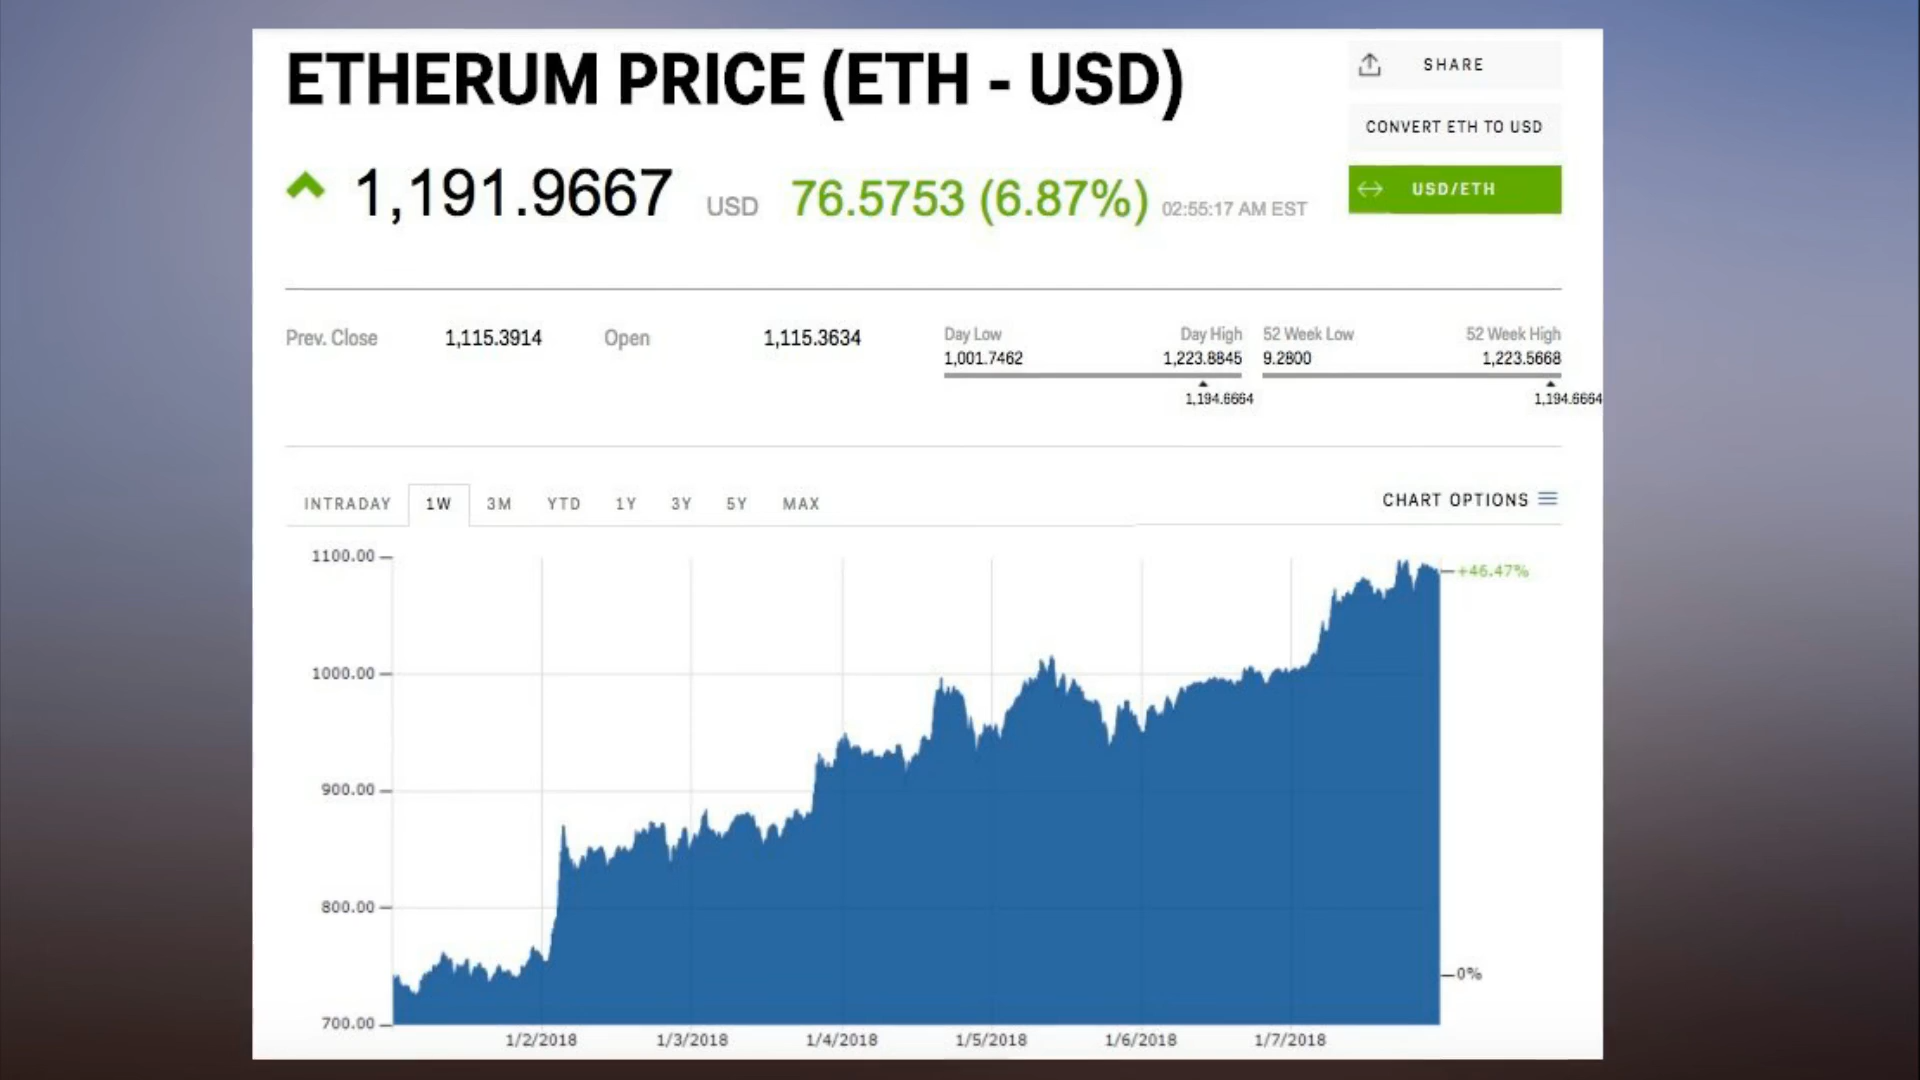 ETHERUM PRICE (ETH - USD)
SHARE
CONVERT ETH TO USD
USD/ETH
1,191.9667 USD 76.5753 (6.87%) 02:55:17 AM EST
Prev. Close 1,115.3914 Open 1,115.3634
Day Low Day High 52 Week Low 52 Week High
1,001.7462 1,223.8845 9.2800 1,223.5668
1,194.6664 1,194.6664
INTRADAY 1W 3M YTD 1Y 3Y 5Y MAX
CHART OPTIONS
1100.00
+46.47%
1000.00
900.00
800.00
0%
700.00
1/2/2018 1/3/2018 1/4/2018 1/5/2018 1/6/2018 1/7/2018